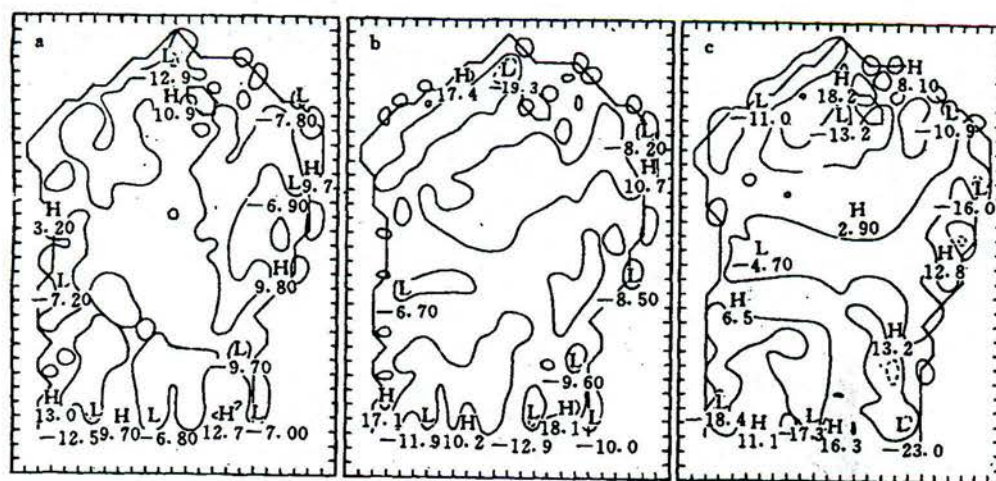 a
L
12.9
H
10.9
L
-7.80
H
9.7
L
-6.90
H
3.20
H
9.80
L
-7.20
L
-9.70
H
13.0
L
-12.5
H
9.70
L
-6.80
H?
12.7
L
-7.00
b
H
17.4
L
-19.3
L
-8.20
H
10.7
L
-6.70
L
-8.50
L
-9.60
H
17.1
L
-11.9
H
10.2
L
-12.9
H
18.1
L
-10.0
c
H
8.10
H
18.2
L
-11.0
L
-13.2
L
-10.9
L
-16.0
H
2.90
L
-4.70
H
12.8
H
6.5
H
13.2
L
-18.4
H
11.1
L
-17.3
H
16.3
L
-23.0